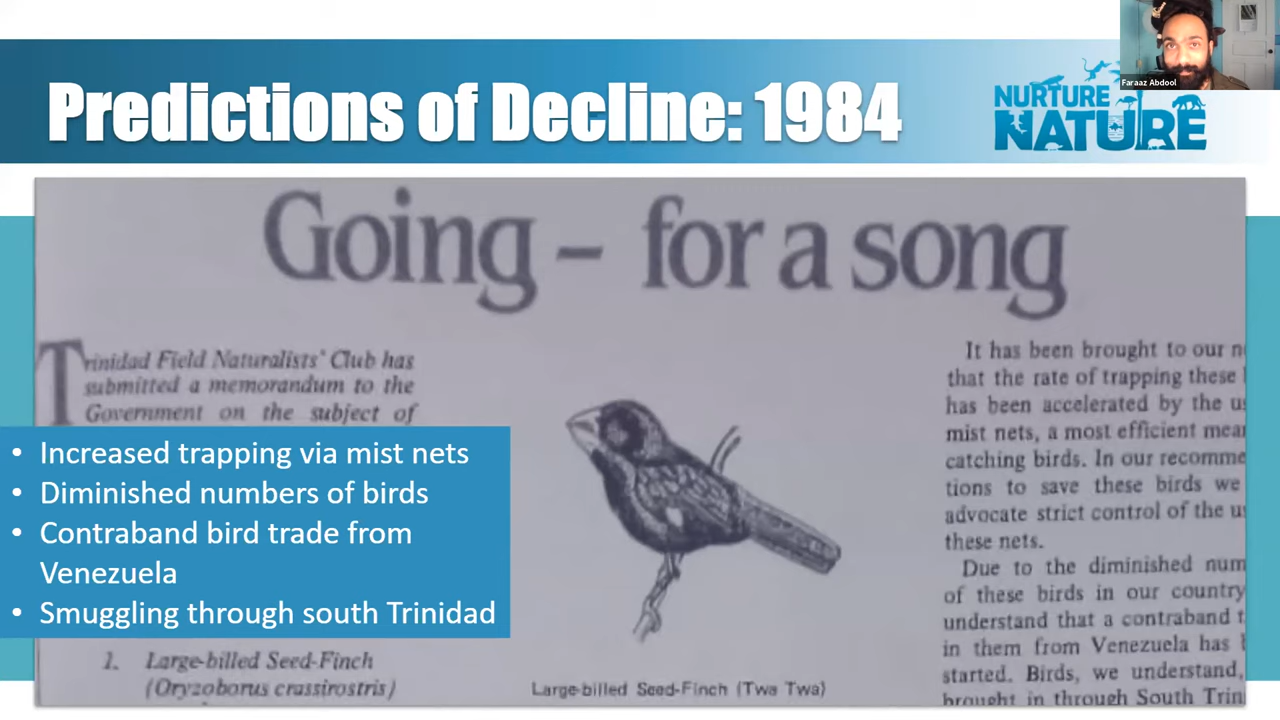 Predictions of Decline: 1984
NURTURE
NATURE
Faraaz Abdool
Going – for a song
Trinidad Field Naturalists' Club has
submitted a memorandum to the
Government on the subject of
• Increased trapping via mist nets
• Diminished numbers of birds
• Contraband bird trade from
Venezuela
• Smuggling through south Trinidad
1. Large-billed Seed-Finch
(Oryzoborus crassirostris)
Large-billed Seed-Finch (Twa Twa)
It has been brought to our
that the rate of trapping these
has been accelerated by the
mist nets, a most efficient
catching birds. In our
tions to save these birds we
advocate strict control of the
these nets.
Due to the diminished
of these birds in our country
understand that a contraband
in them from Venezuela has
started. Birds, we understand,
brought in through South